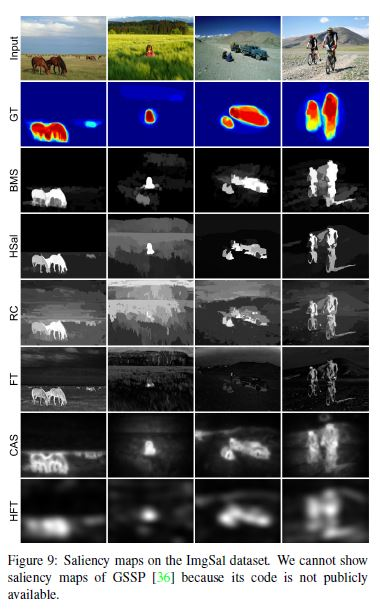 Input
GT
BMS
HSal
RC
FT
CAS
HFT
Figure 9: Saliency maps on the ImgSal dataset. We cannot show
saliency maps of GSSP [36] because its code is not publicly
available.